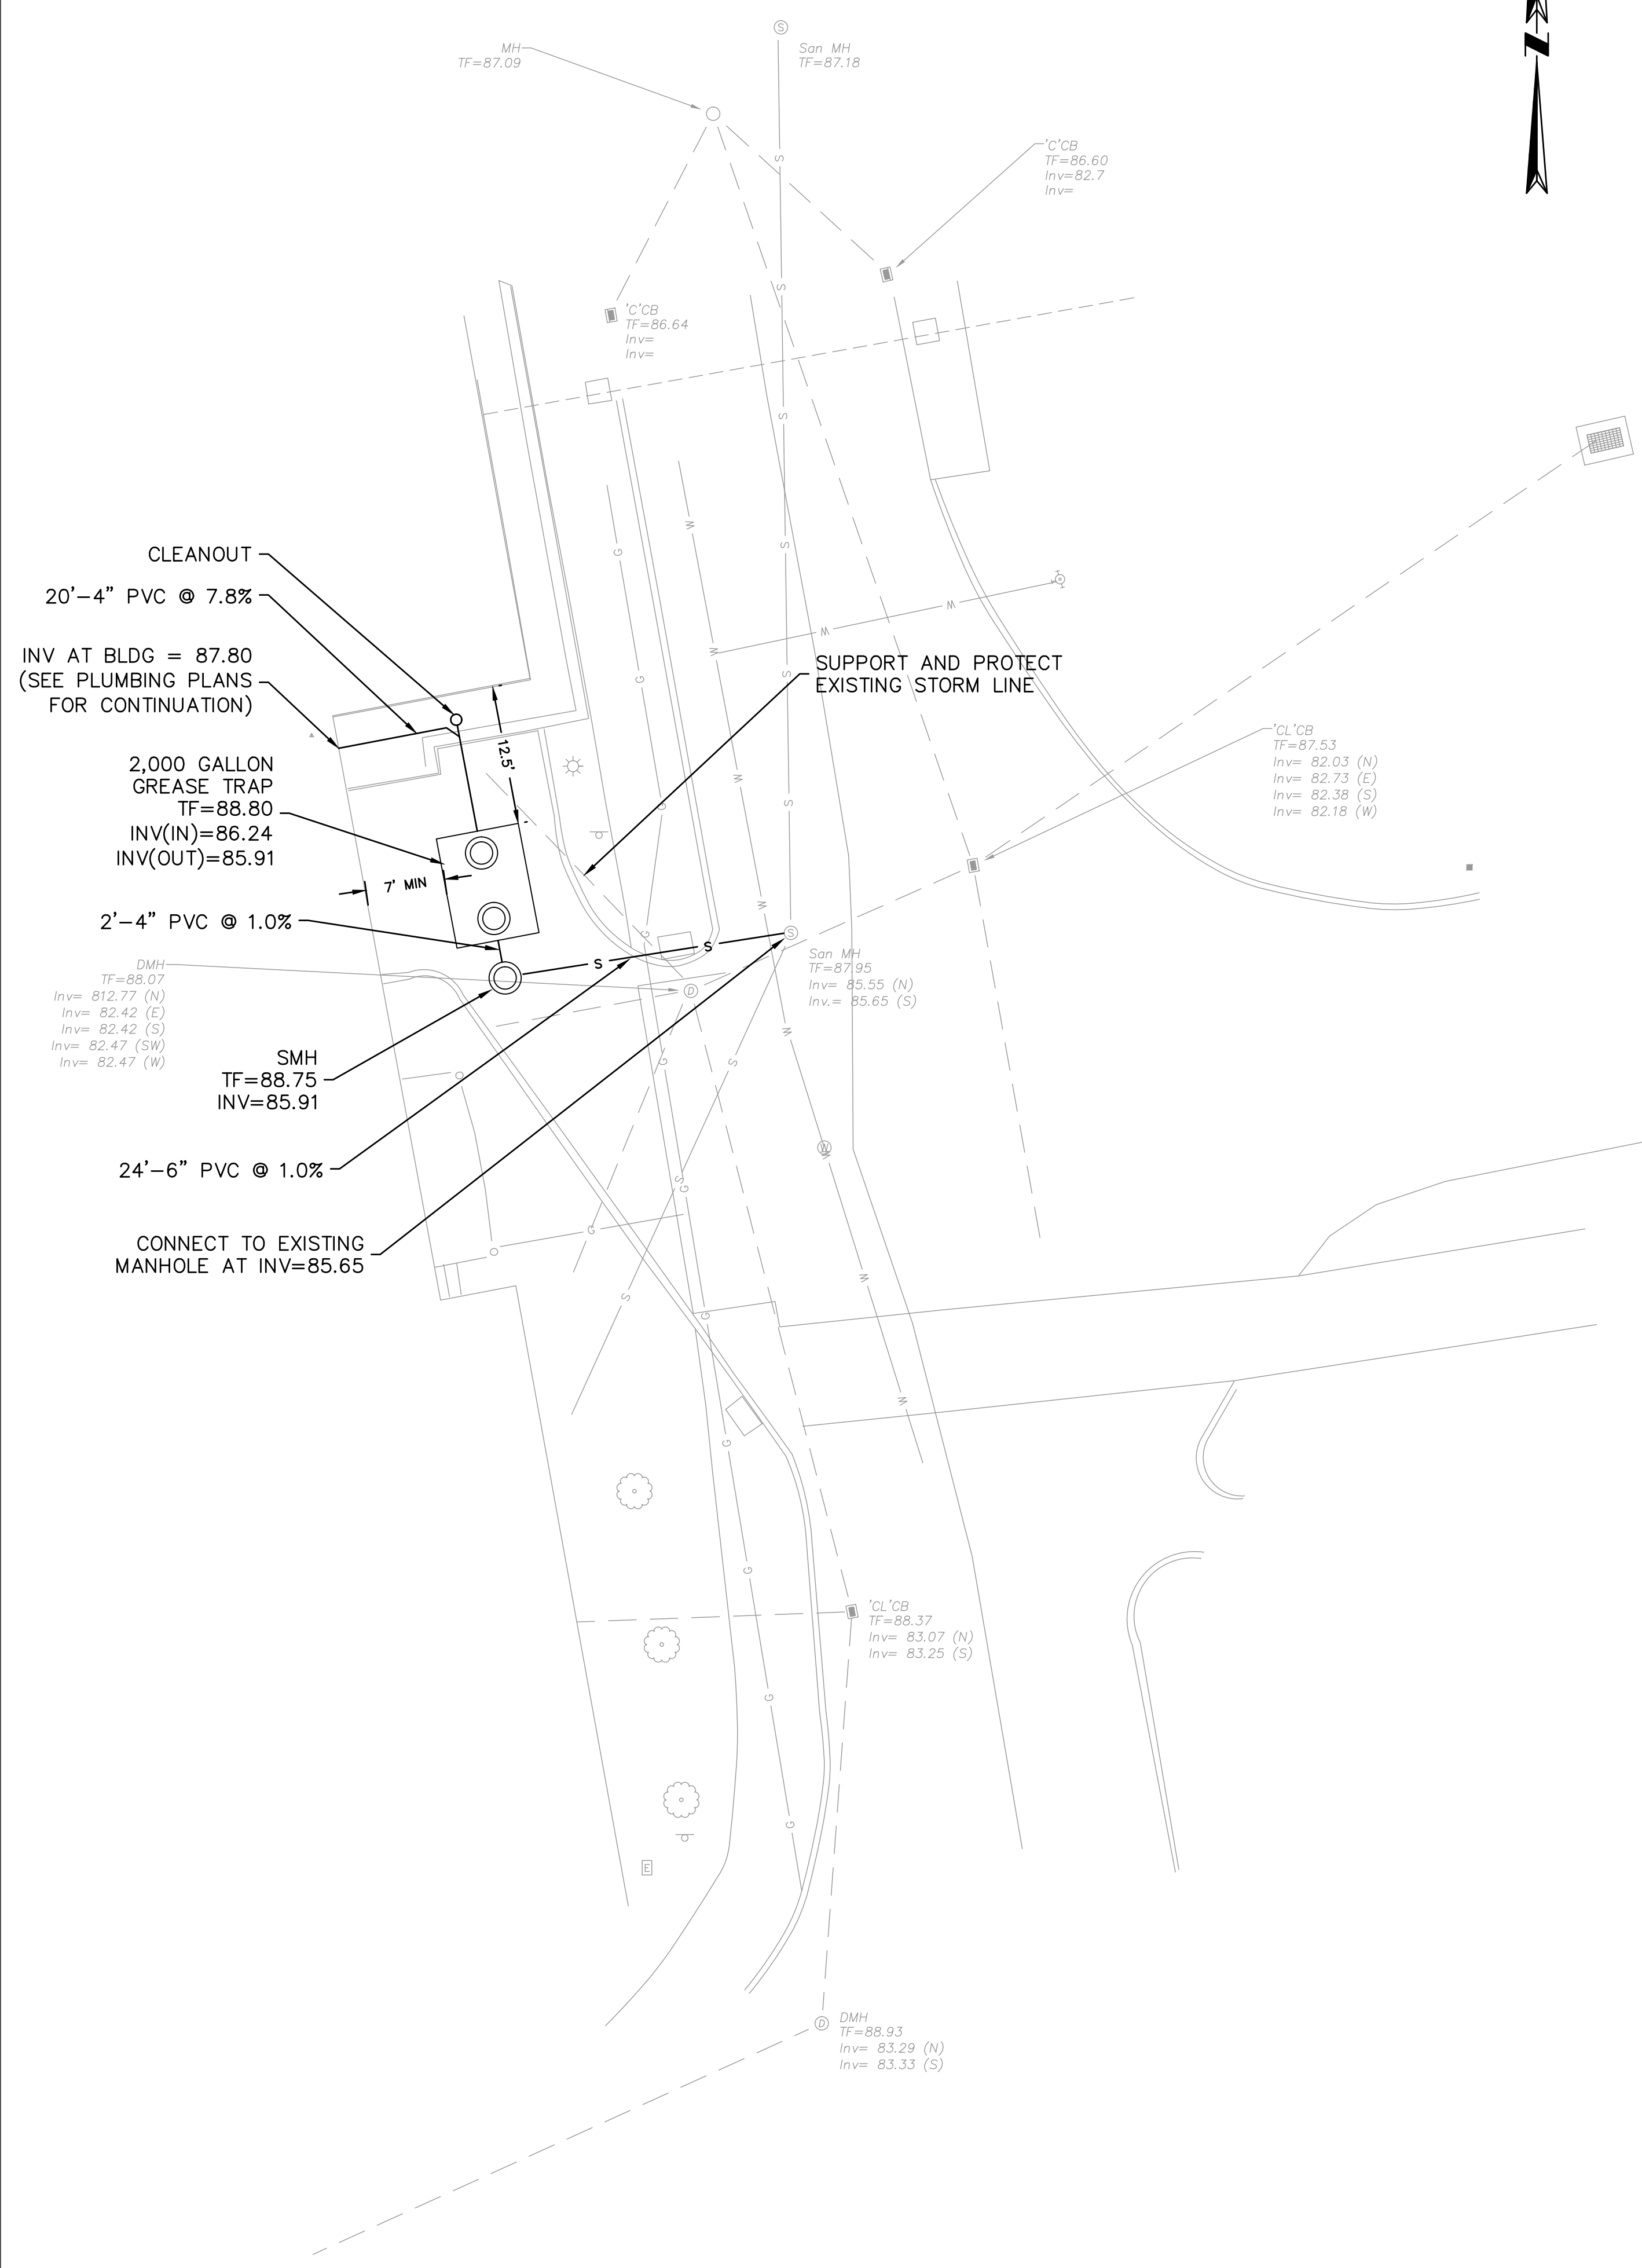 N
S
San MH
TF=87.18
MH
TF=87.09
'C'CB
TF=86.60
Inv=82.7
Inv=
'C'CB
TF=86.64
Inv=
Inv=
CLEANOUT
20'-4" PVC @ 7.8%
INV AT BLDG = 87.80
(SEE PLUMBING PLANS
FOR CONTINUATION)
2,000 GALLON
GREASE TRAP
TF=88.80
INV(IN)=86.24
INV(OUT)=85.91
12.5'
7' MIN
2'-4" PVC @ 1.0%
SUPPORT AND PROTECT
EXISTING STORM LINE
'CL'CB
TF=87.53
Inv= 82.03 (N)
Inv= 82.73 (E)
Inv= 82.38 (S)
Inv= 82.18 (W)
DMH
TF=88.07
Inv= 812.77 (N)
Inv= 82.42 (E)
Inv= 82.42 (S)
Inv= 82.47 (SW)
Inv= 82.47 (W)
S
S
S
San MH
TF=87.95
Inv= 85.55 (N)
Inv.= 85.65 (S)
D
SMH
TF=88.75
INV=85.91
24'-6" PVC @ 1.0%
CONNECT TO EXISTING
MANHOLE AT INV=85.65
S
S
S
S
S
S
S
S
S
S
G
G
G
G
G
G
G
G
G
G
G
G
G
W
W
W
W
W
W
W
W
W
W
'CL'CB
TF=88.37
Inv= 83.07 (N)
Inv= 83.25 (S)
E
D
DMH
TF=88.93
Inv= 83.29 (N)
Inv= 83.33 (S)